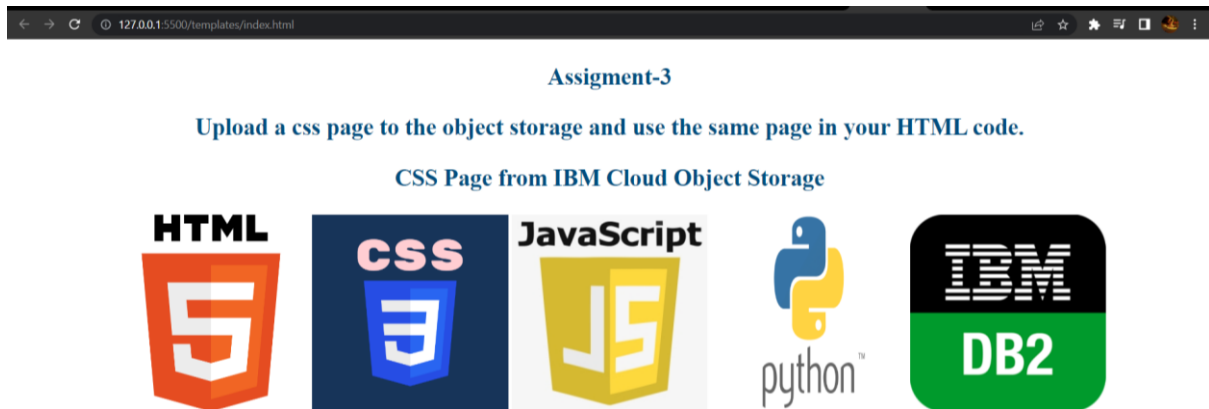 127.0.0.1:5500/templates/index.html
Assigment-3
Upload a css page to the object storage and use the same page in your HTML code.
CSS Page from IBM Cloud Object Storage
HTML
5
CSS
3
JavaScript
JS
python™
IBM
DB2